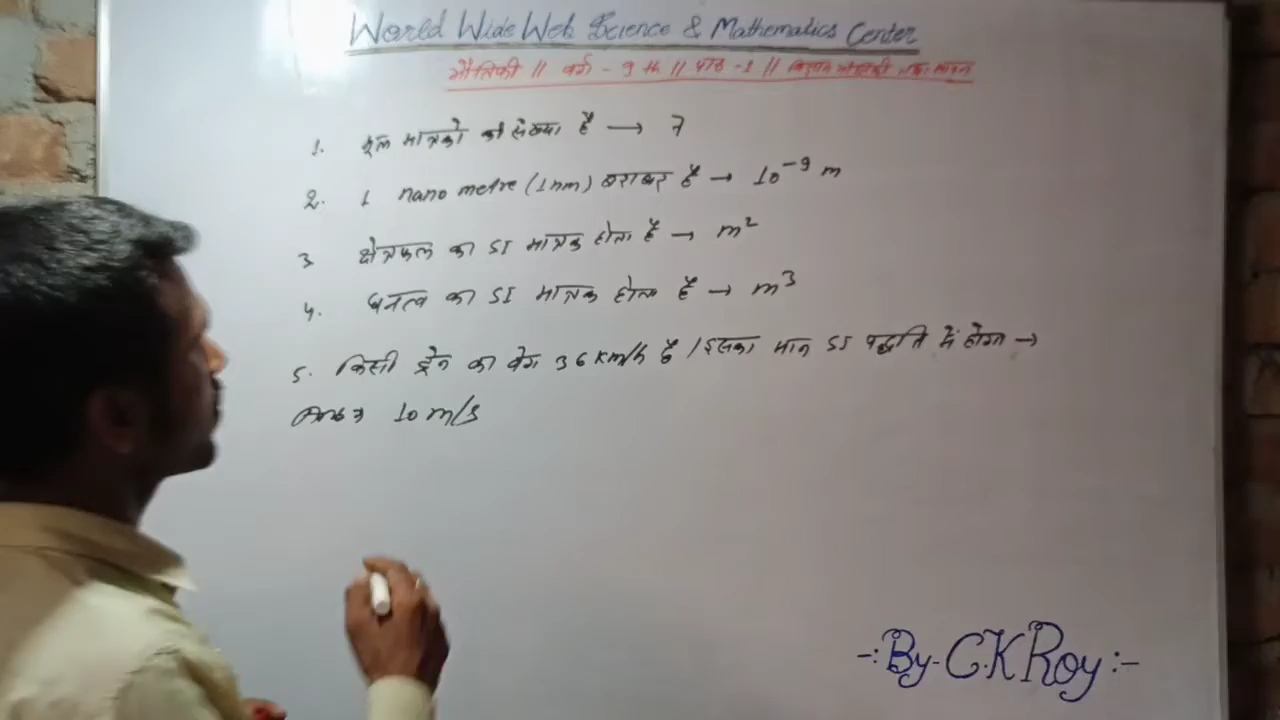 World Wide Web Science & Mathematics Center
भौतिकी // वर्ग - 9 th // पाठ - 1 //
1. मूल मात्रकों की संख्या है → 7
2. 1 nano metre (1nm) बराबर है → 10⁻⁹ m
3 क्षेत्रफल का SI मात्रक होता है → m²
4. घनत्व का SI मात्रक होता है → m³
5. किसी ट्रेन का वेग 36 km/h है / इसका मान SI पद्धति में होगा →
10 m/s
-: By- C.K Roy :-